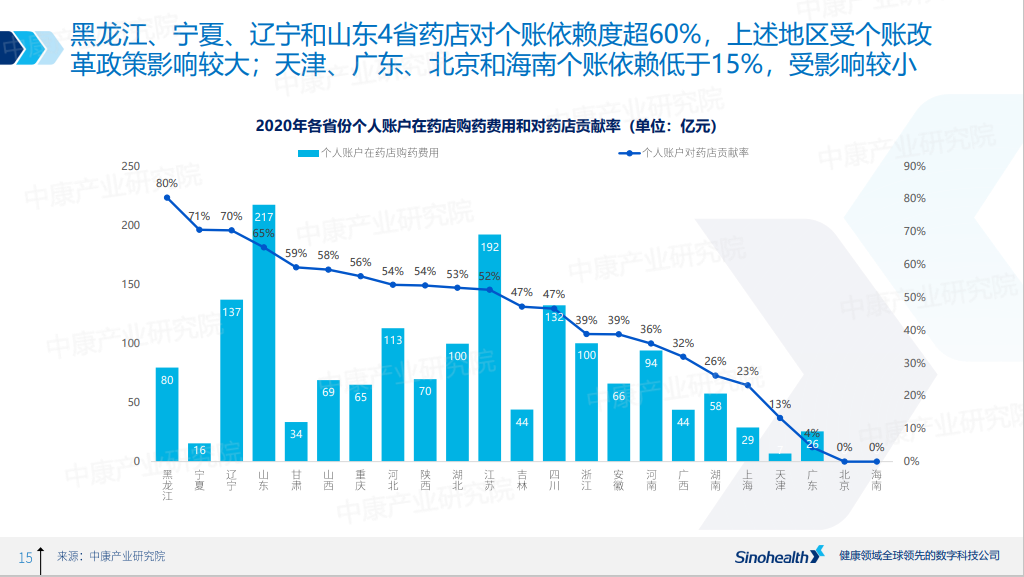 黑龙江、宁夏、辽宁和山东4省药店对个账依赖度超60%，上述地区受个账改
革政策影响较大；天津、广东、北京和海南个账依赖低于15%，受影响较小
2020年各省份个人账户在药店购药费用和对药店贡献率（单位：亿元）
个人账户在药店购药费用 个人账户对药店贡献率
250
200
150
100
50
0
90%
80%
70%
60%
50%
40%
30%
20%
10%
0%
80% 71% 70% 65% 59% 58% 56% 54% 54% 53% 52% 47% 47% 39% 39% 36% 32% 26% 23% 13% 4% 0% 0%
80 16 137 217 34 69 65 113 70 100 192 44 132 100 66 94 44 58 29 7 26
黑龙江 宁夏 辽宁 山东 甘肃 山西 重庆 河北 陕西 湖北 江苏 吉林 四川 浙江 安徽 河南 广西 湖南 上海 天津 广东 北京 海南
15 来源：中康产业研究院
Sinohealth 健康领域全球领先的数字科技公司
中康产业研究院